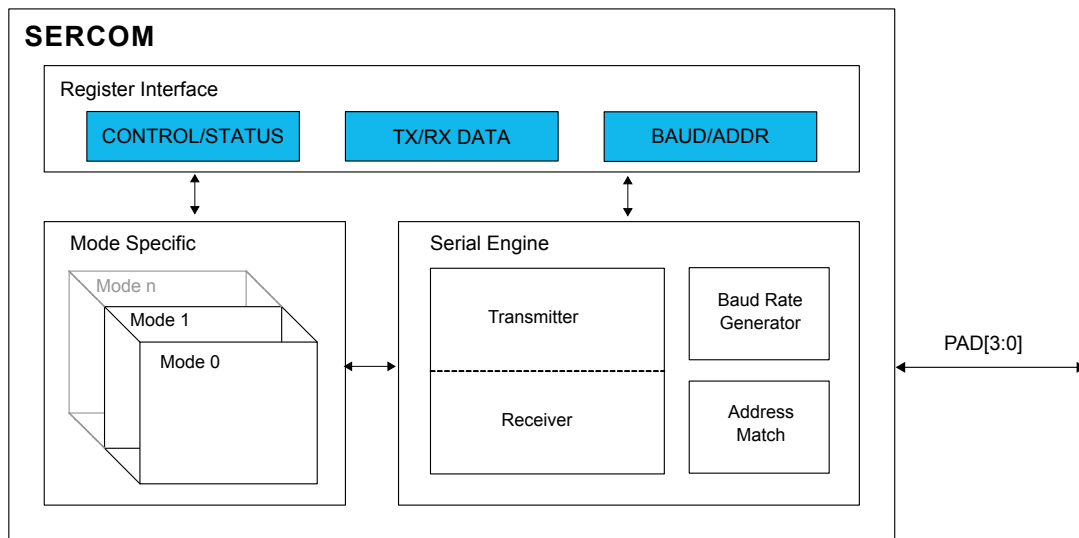 SERCOM
Register Interface
CONTROL/STATUS
TX/RX DATA
BAUD/ADDR
Mode Specific
Mode n
Mode 1
Mode 0
Serial Engine
Transmitter
Receiver
Baud Rate
Generator
Address
Match
PAD[3:0]